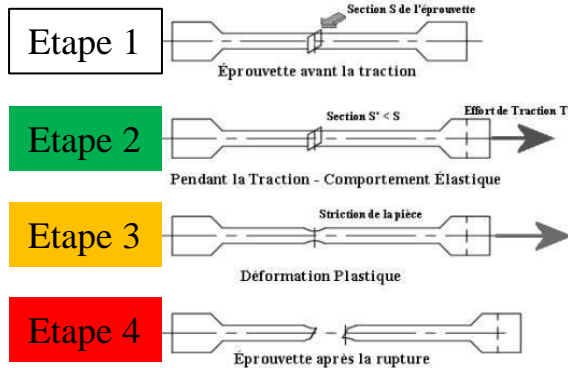 Section S de l'éprouvette
Etape 1
Éprouvette avant la traction
Section S' < S
Effort de Traction T
Etape 2
Pendant la Traction - Comportement Élastique
Striction de la pièce
Etape 3
Déformation Plastique
Etape 4
Éprouvette après la rupture